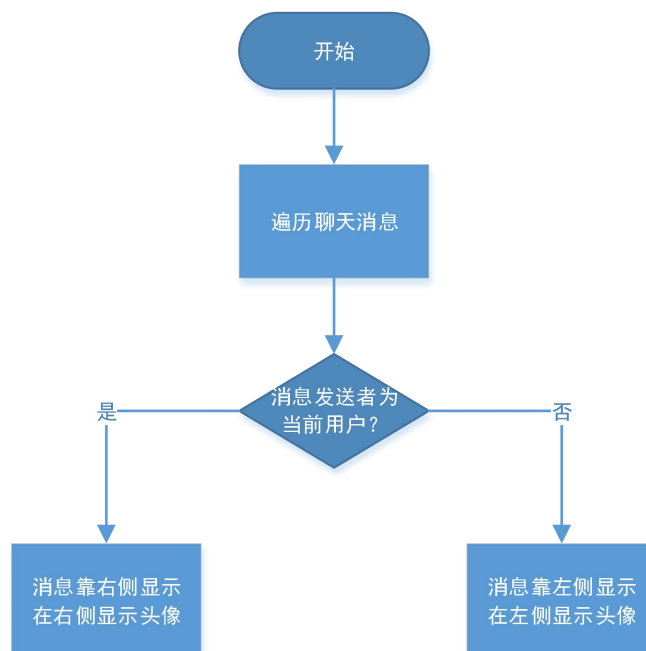 开始
遍历聊天消息
消息发送者为
当前用户？
是
否
消息靠右侧显示
在右侧显示头像
消息靠左侧显示
在左侧显示头像